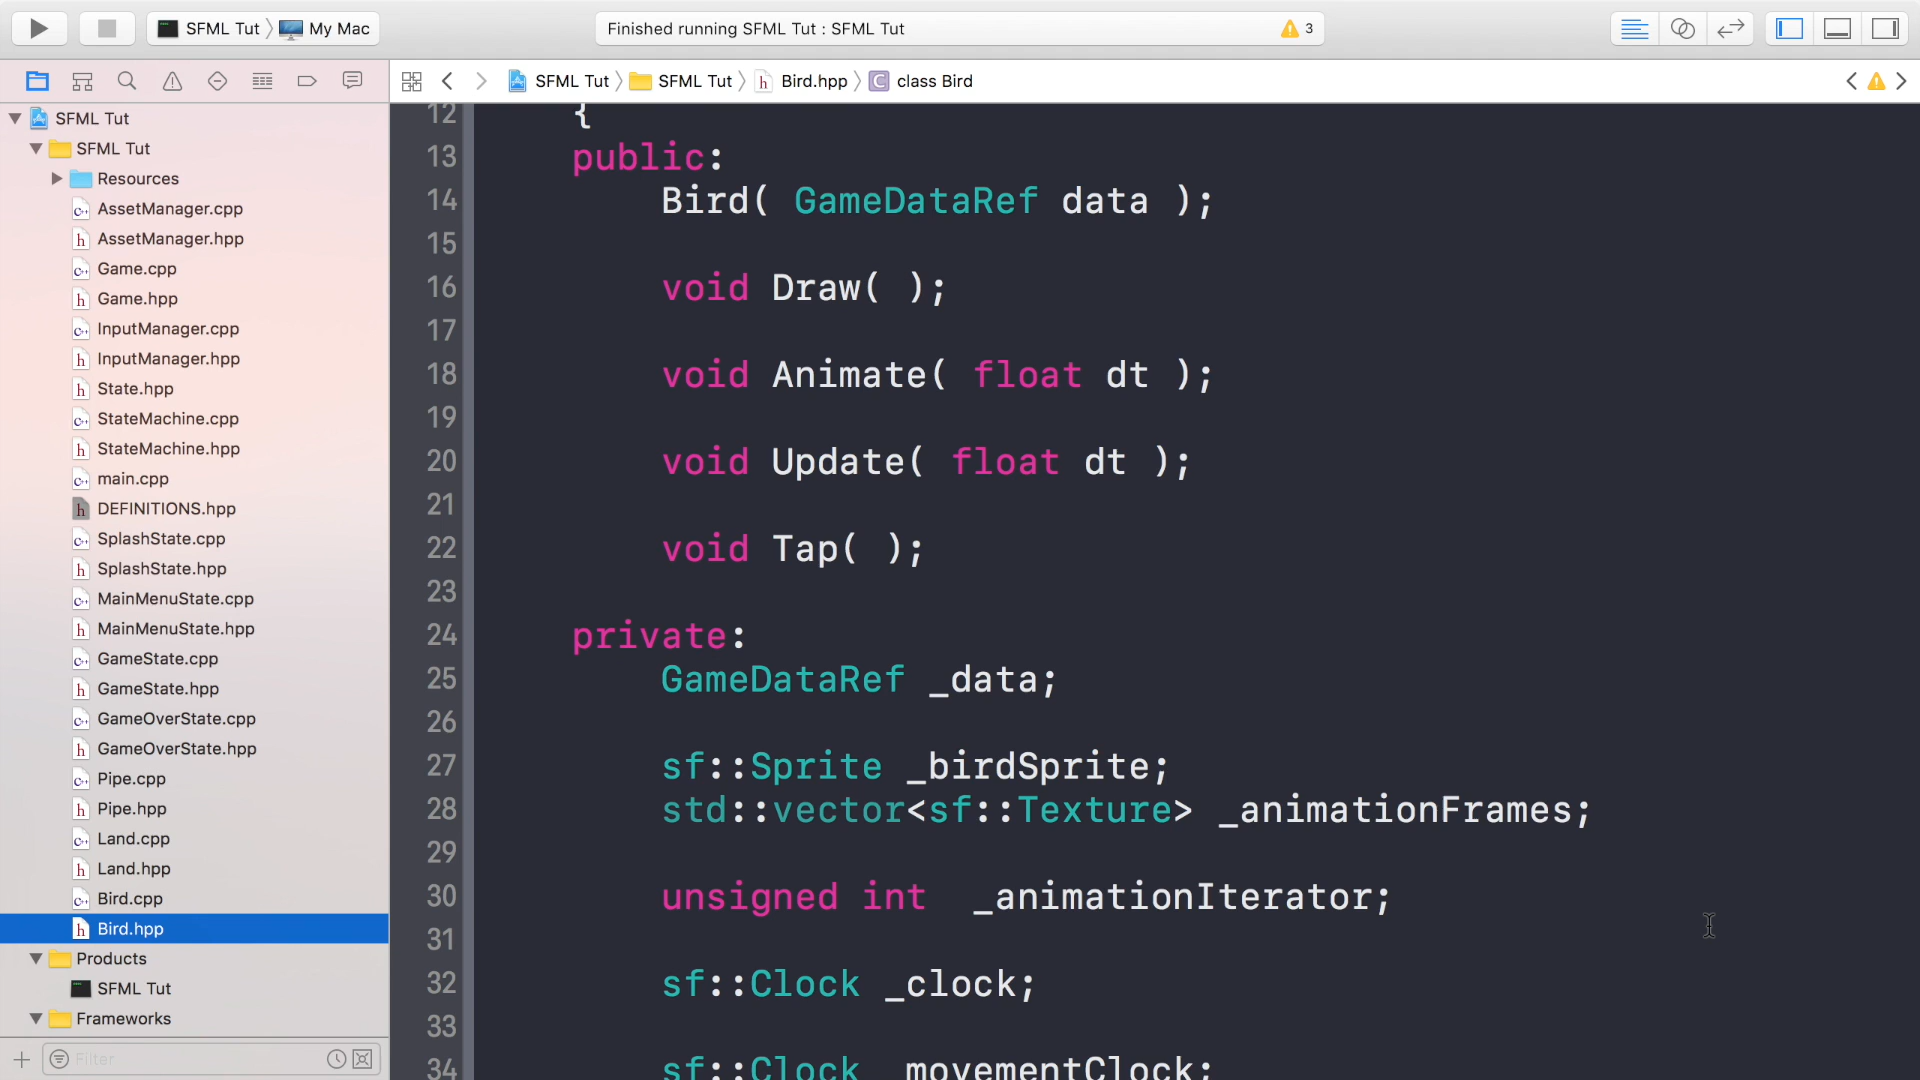 SFML Tut My Mac
Finished running SFML Tut : SFML Tut 3
SFML Tut SFML Tut h Bird.hpp C class Bird
SFML Tut
SFML Tut
Resources
C++ AssetManager.cpp
h AssetManager.hpp
C++ Game.cpp
h Game.hpp
C++ InputManager.cpp
h InputManager.hpp
h State.hpp
C++ StateMachine.cpp
h StateMachine.hpp
C++ main.cpp
h DEFINITIONS.hpp
C++ SplashState.cpp
h SplashState.hpp
C++ MainMenuState.cpp
h MainMenuState.hpp
C++ GameState.cpp
h GameState.hpp
C++ GameOverState.cpp
h GameOverState.hpp
C++ Pipe.cpp
h Pipe.hpp
C++ Land.cpp
h Land.hpp
C++ Bird.cpp
h Bird.hpp
Products
SFML Tut
Frameworks
Filter
12 {
13 public:
14 Bird( GameDataRef data );
15
16 void Draw( );
17
18 void Animate( float dt );
19
20 void Update( float dt );
21
22 void Tap( );
23
24 private:
25 GameDataRef _data;
26
27 sf::Sprite _birdSprite;
28 std::vector<sf::Texture> _animationFrames;
29
30 unsigned int _animationIterator;
31
32 sf::Clock _clock;
33
34 sf::Clock _movementClock;